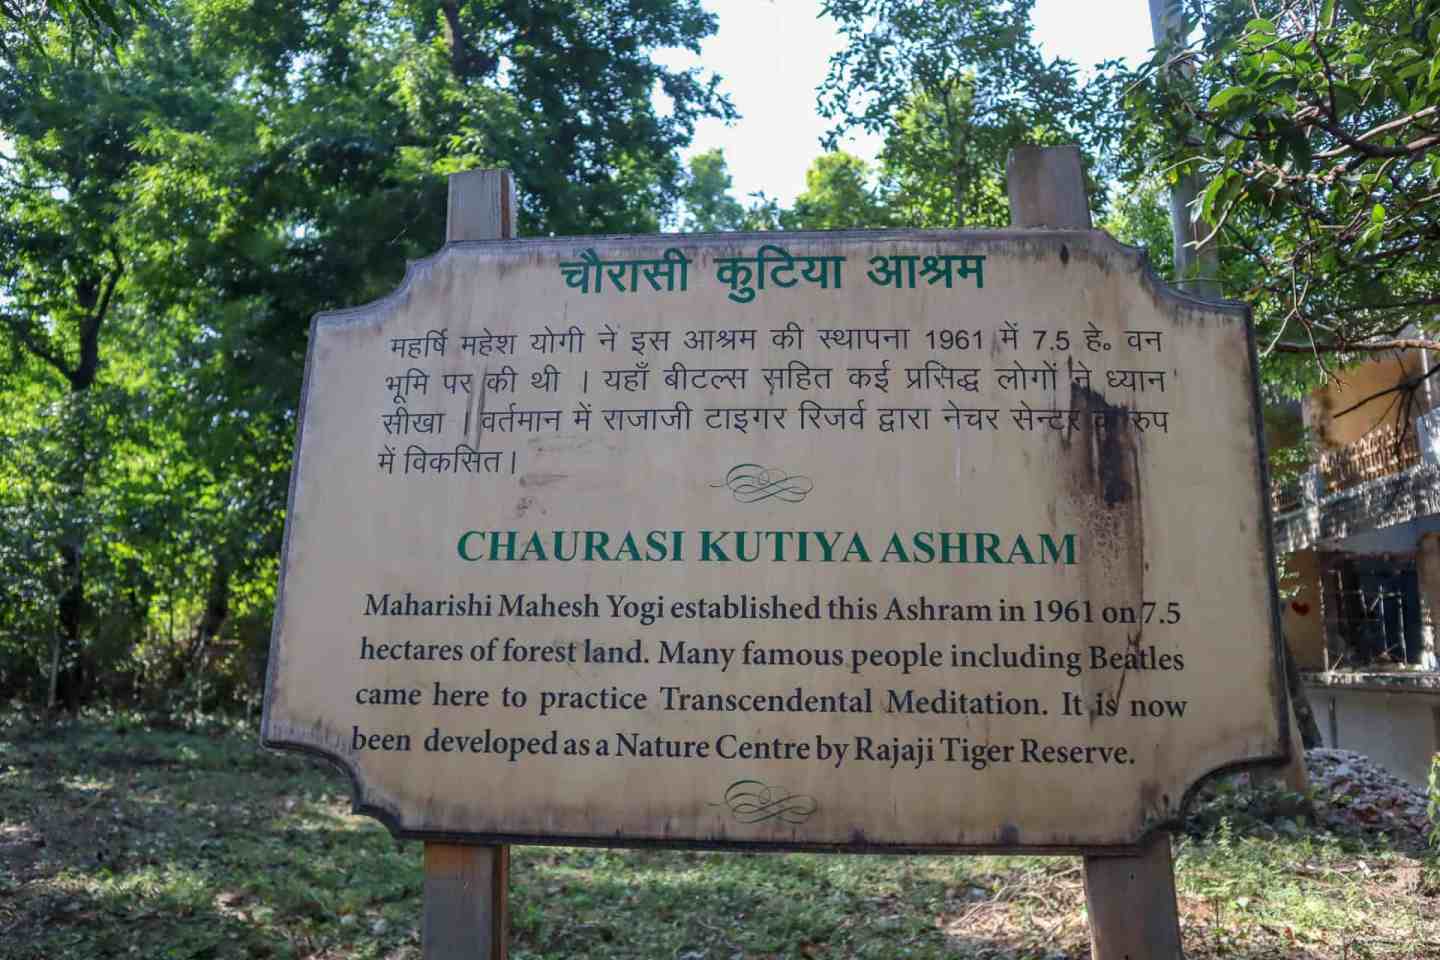 चौरासी कुटिया आश्रम
महर्षि महेश योगी ने इस आश्रम की स्थापना 1961 में 7.5 हे० वन
भूमि पर की थी । यहाँ बीटल्स सहित कई प्रसिद्ध लोगों ने ध्यान
सीखा । वर्तमान में राजाजी टाइगर रिजर्व द्वारा नेचर सेन्टर रुप
में विकसित।
CHAURASI KUTIYA ASHRAM
Maharishi Mahesh Yogi established this Ashram in 1961 on 7.5
hectares of forest land. Many famous people including Beatles
came here to practice Transcendental Meditation. It is now
been developed as a Nature Centre by Rajaji Tiger Reserve.